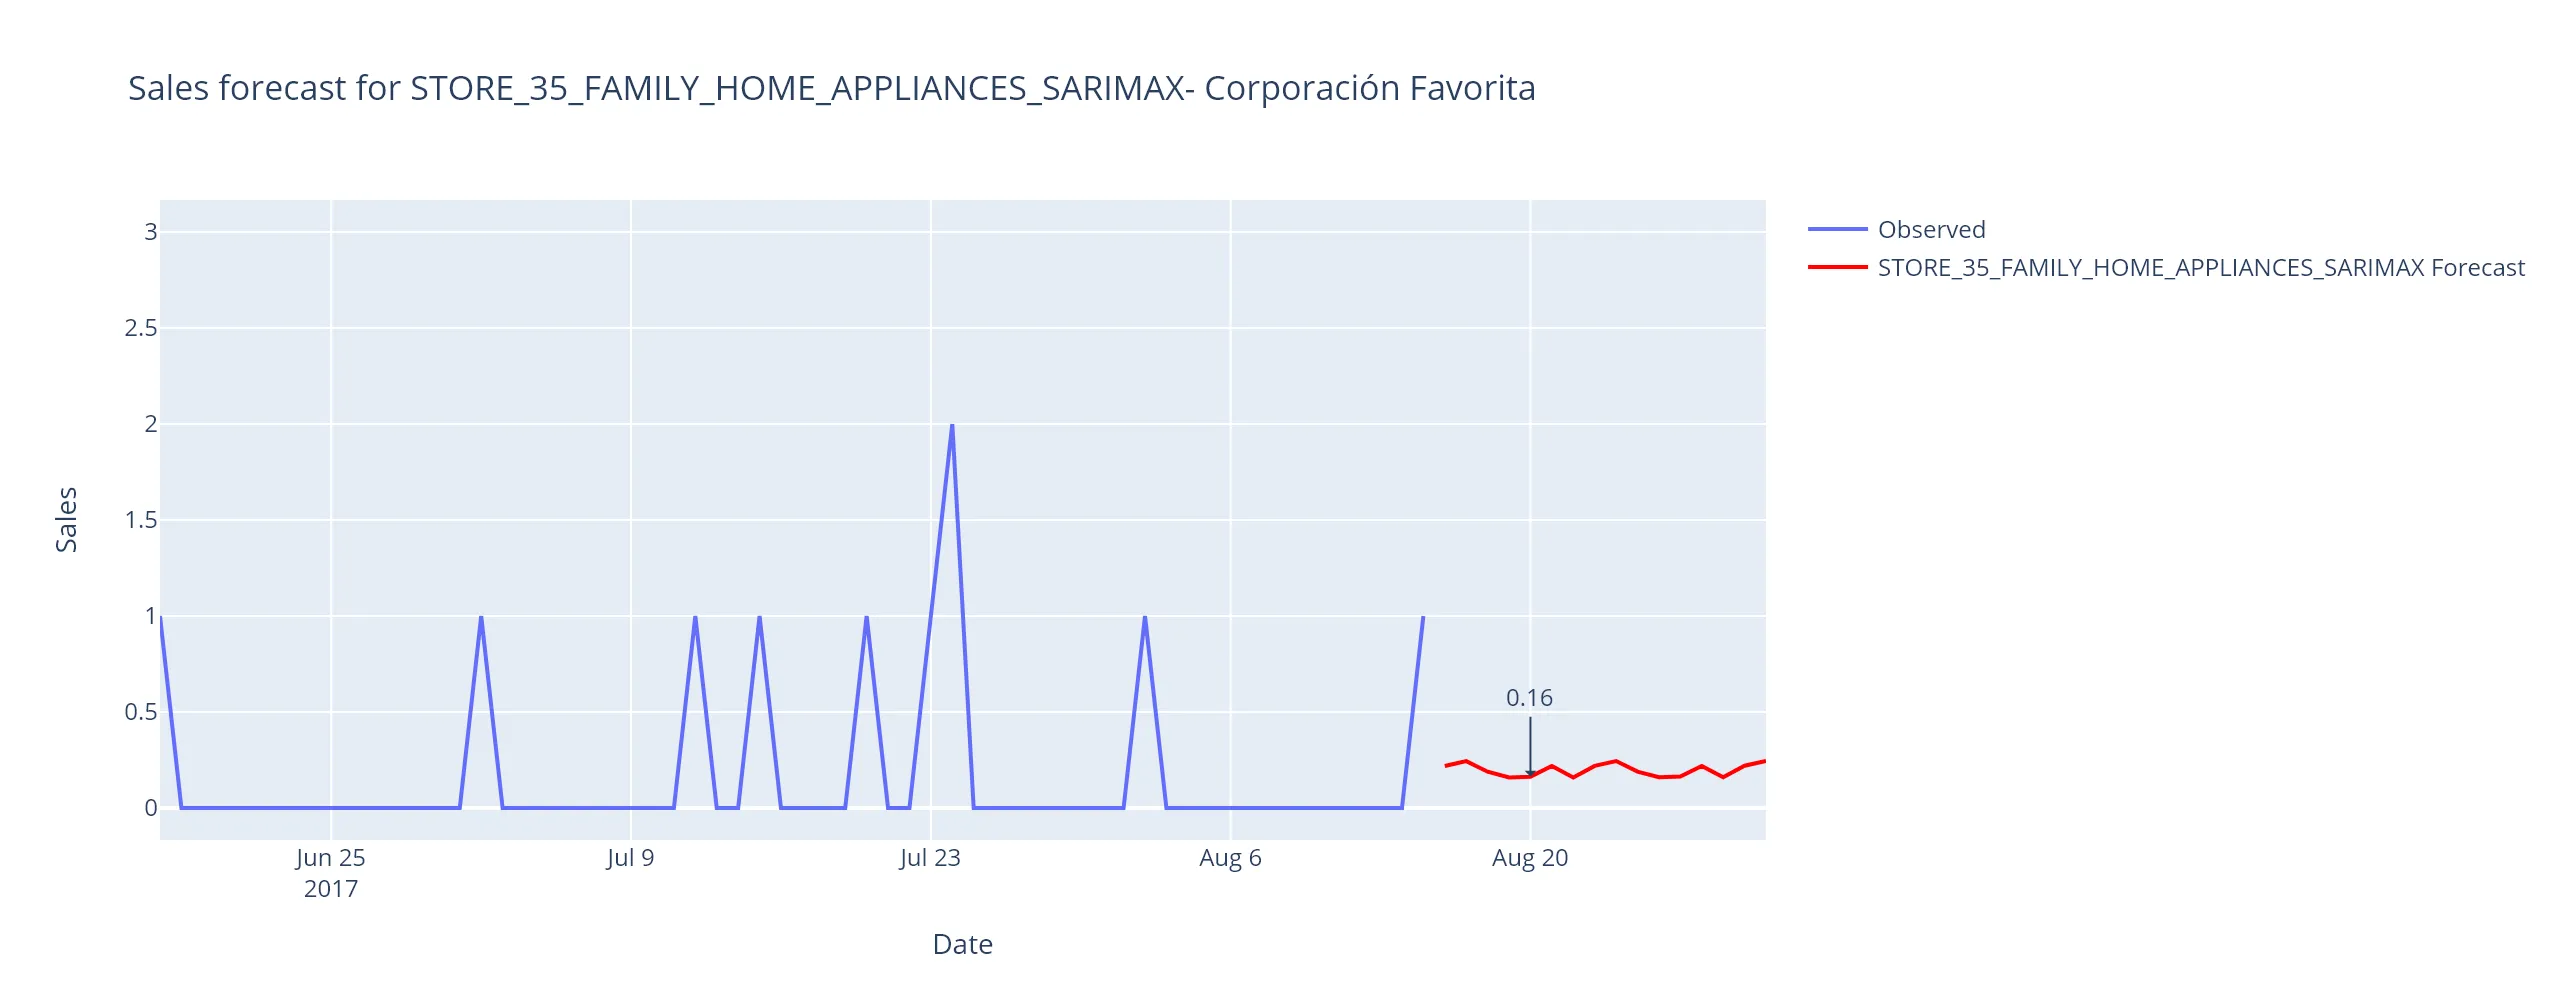 Sales forecast for STORE_35_FAMILY_HOME_APPLIANCES_SARIMAX- Corporación Favorita
Observed
STORE_35_FAMILY_HOME_APPLIANCES_SARIMAX Forecast
3
2.5
2
1.5
1
0.5
0
Sales
0.16
Jun 25
2017
Jul 9
Jul 23
Aug 6
Aug 20
Date